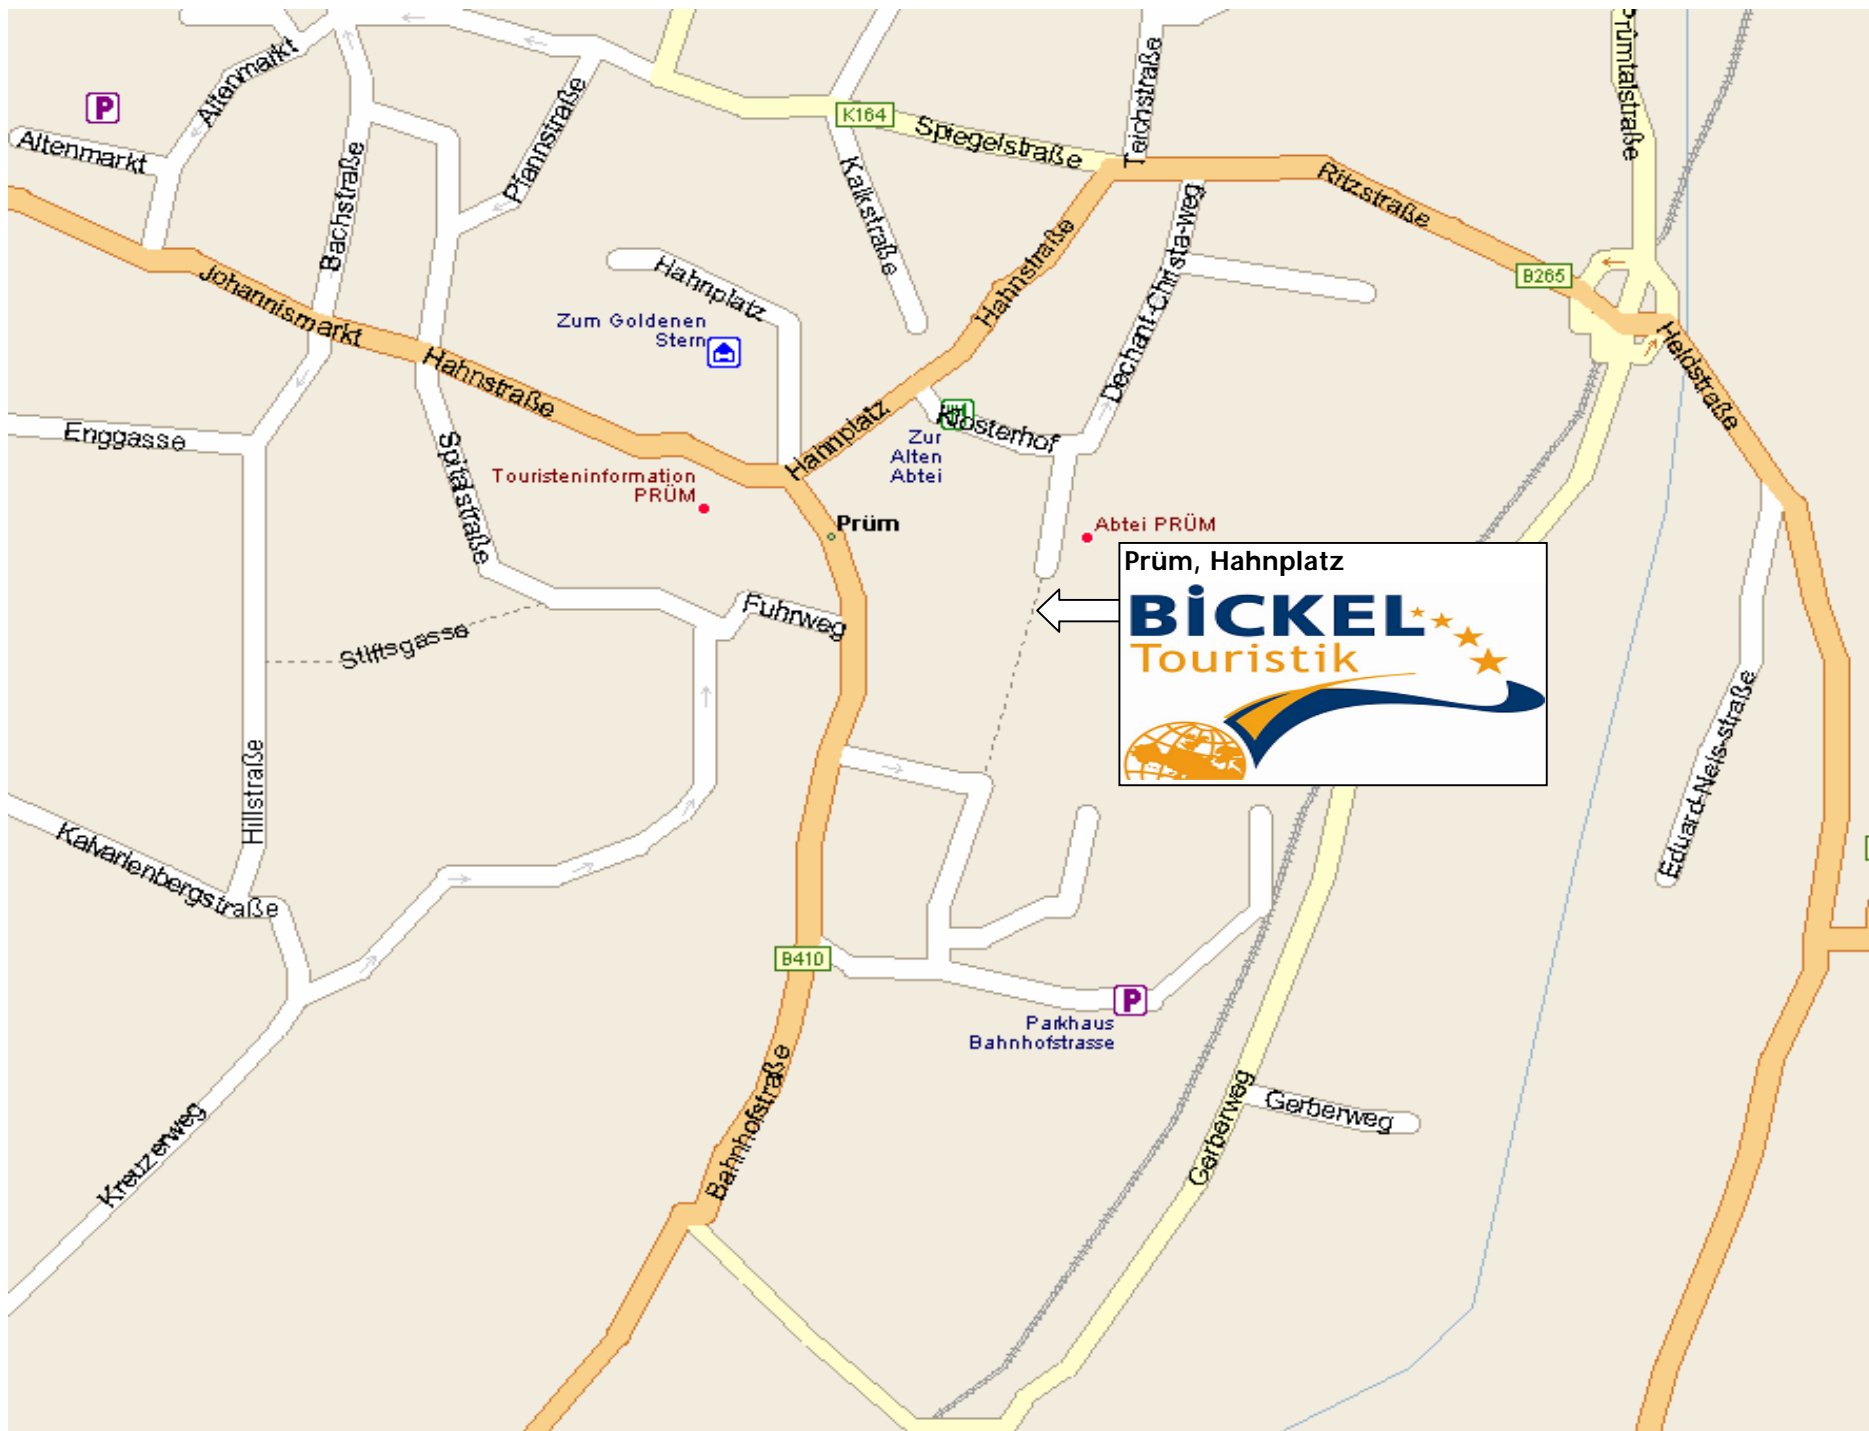 Altenmarkt
P
Altenmarkt
Bachstraße
Pfannstraße
K164
Spiegelstraße
Teichstraße
Kalkstraße
Prümtalstraße
Ritzstraße
B265
Heldstraße
Johannismarkt
Hahnstraße
Hahnplatz
Zum Goldenen
Stern
Hahnstraße
Dechant-Christa-weg
Hahnplatz
Klosterhof
Zur
Alten
Abtei
Enggasse
Spitalstraße
Touristeninformation
PRÜM
Prüm
Abtei PRÜM
Prüm, Hahnplatz
BiCKEL
Touristik
Fuhrweg
Stiftsgasse
Hillstraße
Kalvarienbergstraße
Eduard-Nels-straße
B410
P
Parkhaus
Bahnhofstrasse
Bahnhofstraße
Kreuzerweg
Gerberweg
Gerberweg